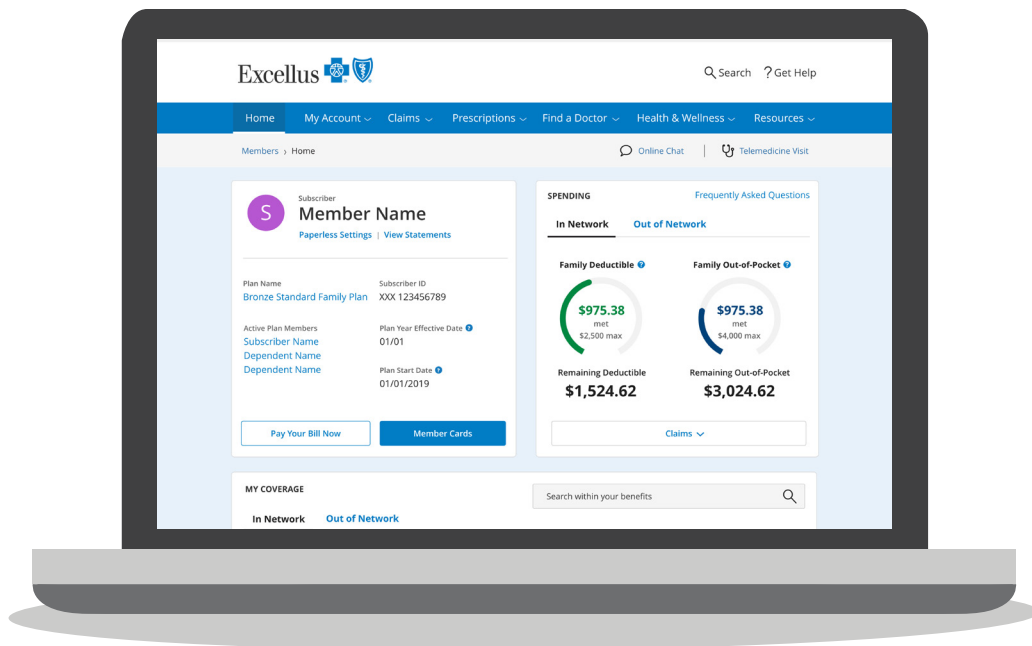 Excellus
Search ? Get Help
Home My Account Claims Prescriptions Find a Doctor Health & Wellness Resources
Members › Home
Online Chat | Telemedicine Visit
S
Subscriber
Member Name
Paperless Settings | View Statements
Plan Name
Bronze Standard Family Plan
Subscriber ID
XXX 123456789
Active Plan Members
Subscriber Name
Dependent Name
Dependent Name
Plan Year Effective Date ?
01/01
Plan Start Date ?
01/01/2019
Pay Your Bill Now
Member Cards
SPENDING
Frequently Asked Questions
In Network Out of Network
Family Deductible ?
$975.38
met
$2,500 max
Remaining Deductible
$1,524.62
Family Out-of-Pocket ?
$975.38
met
$4,000 max
Remaining Out-of-Pocket
$3,024.62
Claims
MY COVERAGE
Search within your benefits
In Network Out of Network